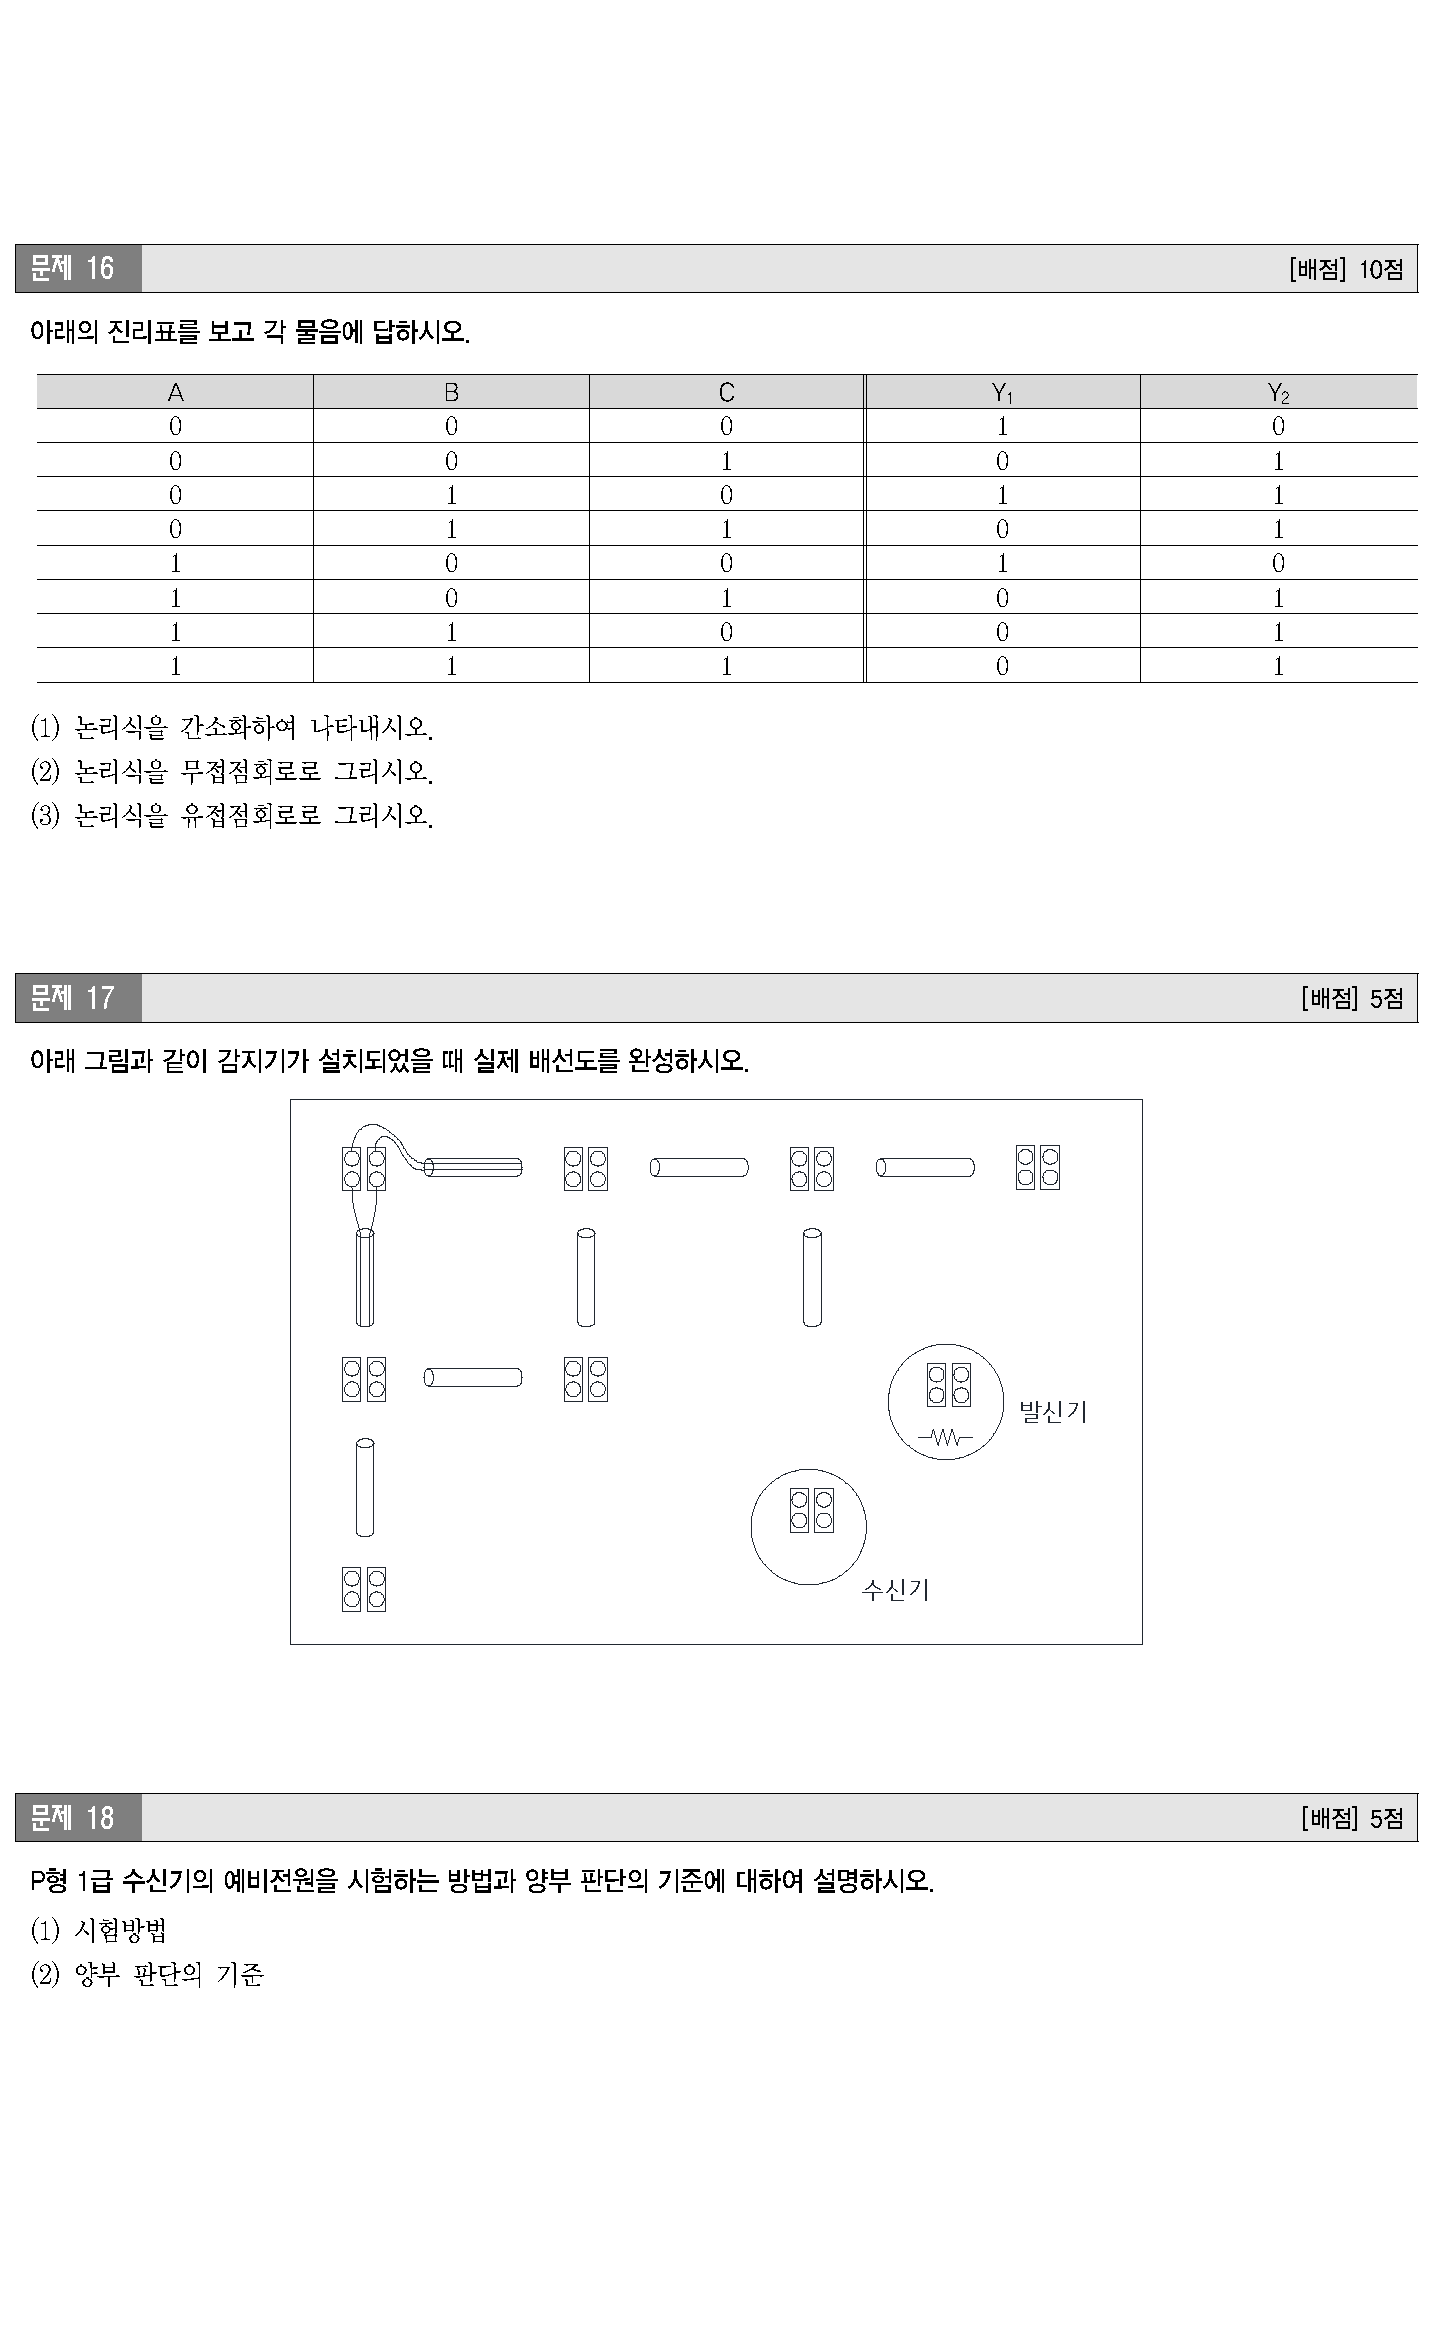 문제 16 [배점] 10점
아래의 진리표를 보고 각 물음에 답하시오.
A B C Y₁ Y₂
0 0 0 1 0
0 0 1 0 1
0 1 0 1 1
0 1 1 0 1
1 0 0 1 0
1 0 1 0 1
1 1 0 0 1
1 1 1 0 1
(1) 논리식을 간소화하여 나타내시오.
(2) 논리식을 무접점회로로 그리시오.
(3) 논리식을 유접점회로로 그리시오.
문제 17 [배점] 5점
아래 그림과 같이 감지기가 설치되었을 때 실제 배선도를 완성하시오.
발신기
수신기
문제 18 [배점] 5점
P형 1급 수신기의 예비전원을 시험하는 방법과 양부 판단의 기준에 대하여 설명하시오.
(1) 시험방법
(2) 양부 판단의 기준